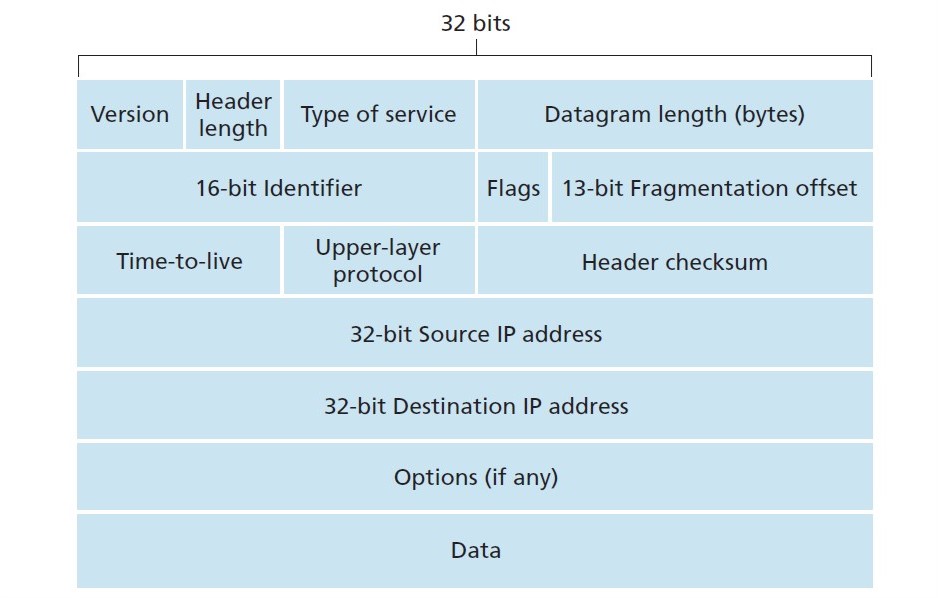 32 bits
Version
Header
length
Type of service
Datagram length (bytes)
16-bit Identifier
Flags
13-bit Fragmentation offset
Time-to-live
Upper-layer
protocol
Header checksum
32-bit Source IP address
32-bit Destination IP address
Options (if any)
Data